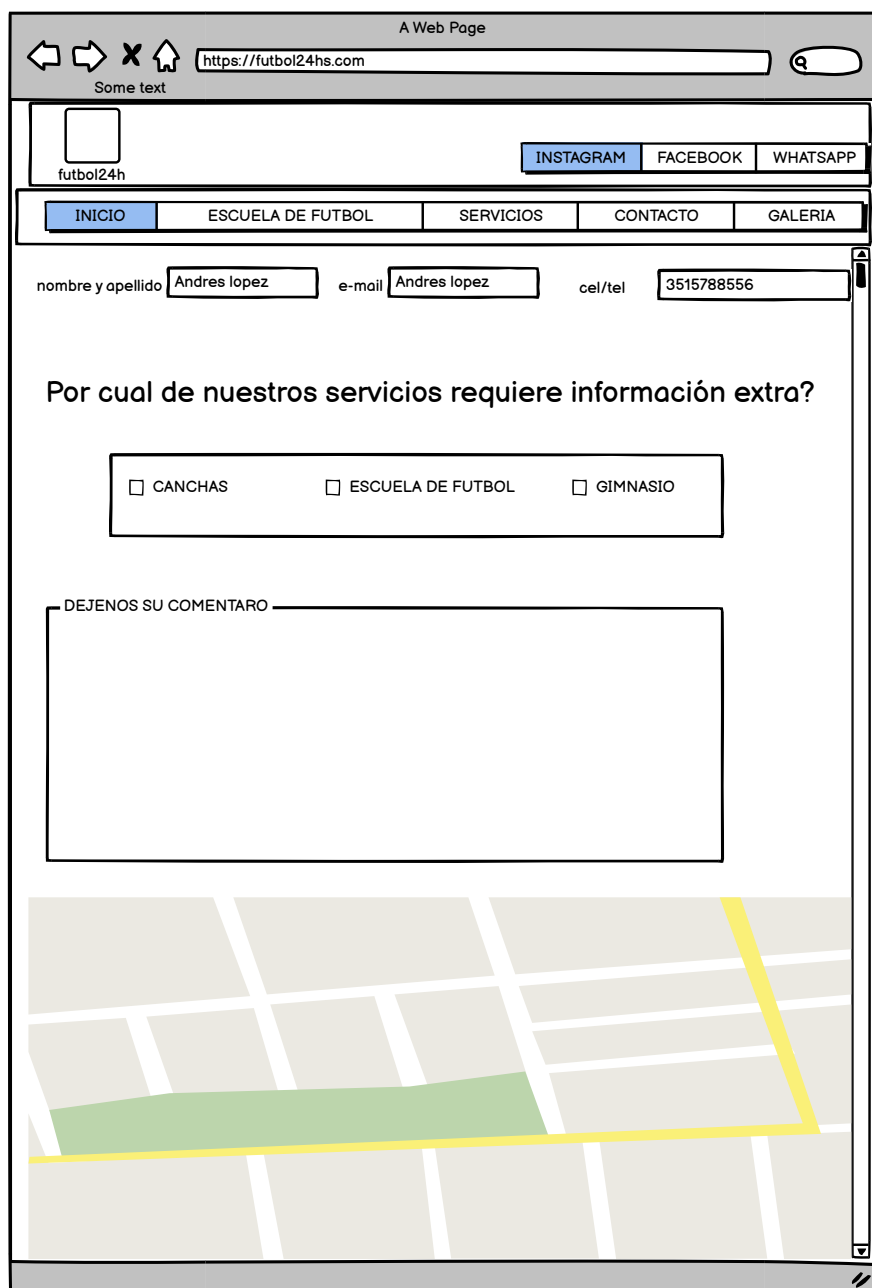 A Web Page
https://futbol24hs.com
Some text
INSTAGRAM FACEBOOK WHATSAPP
futbol24h
INICIO ESCUELA DE FUTBOL SERVICIOS CONTACTO GALERIA
nombre y apellido Andres lopez e-mail Andres lopez cel/tel 3515788556
Por cual de nuestros servicios requiere información extra?
CANCHAS ESCUELA DE FUTBOL GIMNASIO
DEJENOS SU COMENTARO